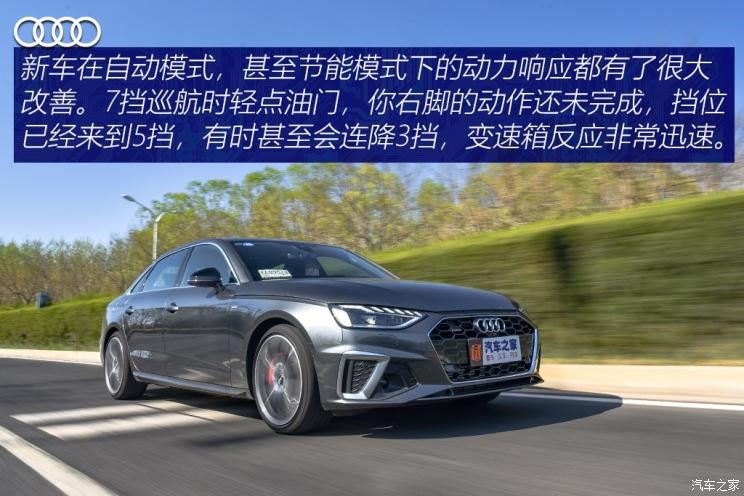 新车在自动模式，甚至节能模式下的动力响应都有了很大
改善。7挡巡航时轻点油门，你右脚的动作还未完成，挡位
已经来到5挡，有时甚至会连降3挡，变速箱反应非常迅速。
汽车之家
汽车之家